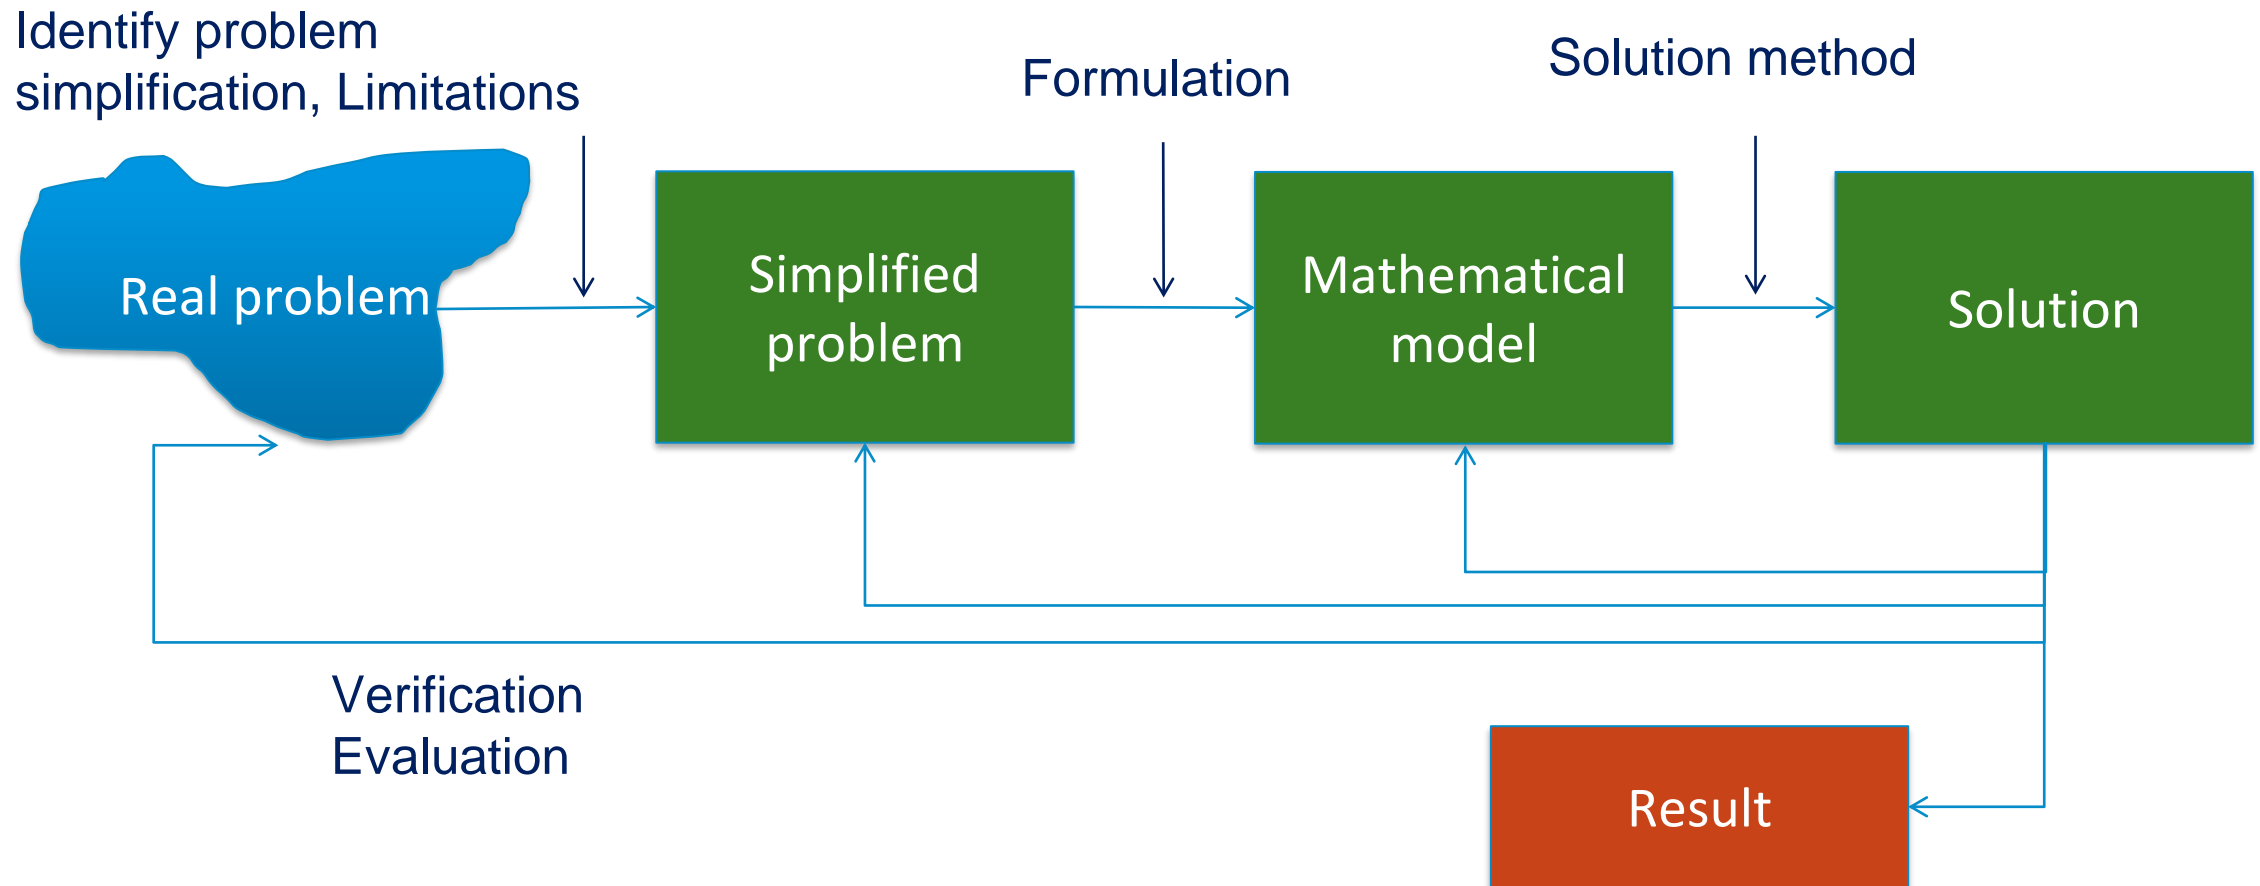 Identify problem
simplification, Limitations
Formulation
Solution method
Real problem
Simplified
problem
Mathematical
model
Solution
Verification
Evaluation
Result